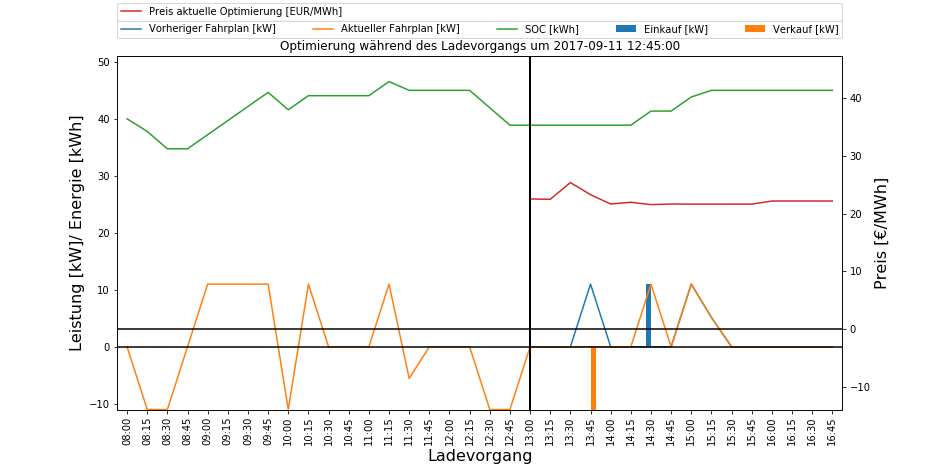 Preis aktuelle Optimierung [EUR/MWh]
Vorheriger Fahrplan [kW] Aktueller Fahrplan [kW] SOC [kWh] Einkauf [kW] Verkauf [kW]
Optimierung während des Ladevorgangs um 2017-09-11 12:45:00
Leistung [kW]/ Energie [kWh]
50
40
30
20
10
0
−10
40
30
20
10
0
−10
Preis [€/MWh]
08:00 08:15 08:30 08:45 09:00 09:15 09:30 09:45 10:00 10:15 10:30 10:45 11:00 11:15 11:30 11:45 12:00 12:15 12:30 12:45 13:00 13:15 13:30 13:45 14:00 14:15 14:30 14:45 15:00 15:15 15:30 15:45 16:00 16:15 16:30 16:45
Ladevorgang